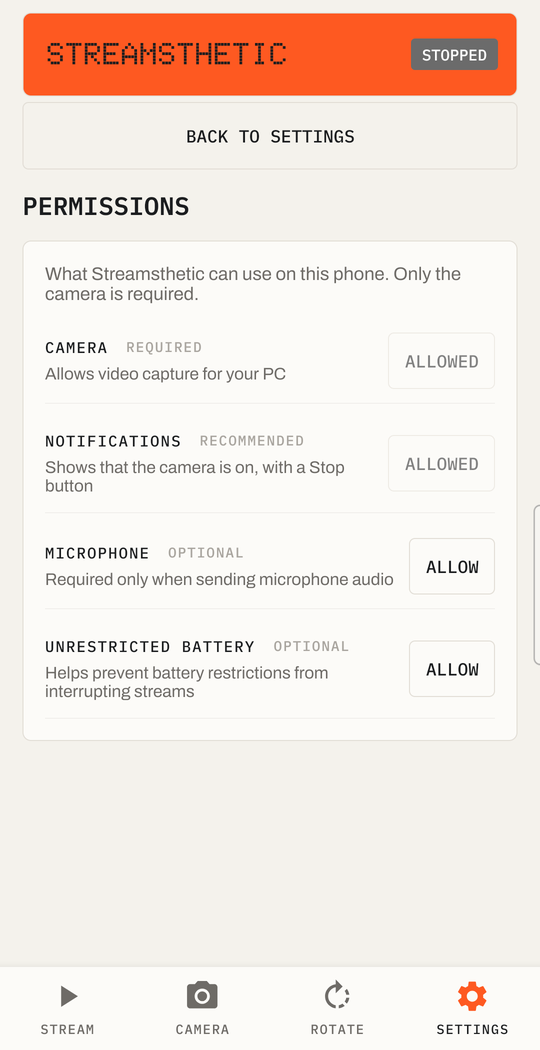 STREAMSTHETIC
STOPPED
BACK TO SETTINGS
PERMISSIONS
What Streamsthetic can use on this phone. Only the
camera is required.
CAMERA REQUIRED
Allows video capture for your PC
ALLOWED
NOTIFICATIONS RECOMMENDED
Shows that the camera is on, with a Stop
button
ALLOWED
MICROPHONE OPTIONAL
Required only when sending microphone audio
ALLOW
UNRESTRICTED BATTERY OPTIONAL
Helps prevent battery restrictions from
interrupting streams
ALLOW
STREAM
CAMERA
ROTATE
SETTINGS